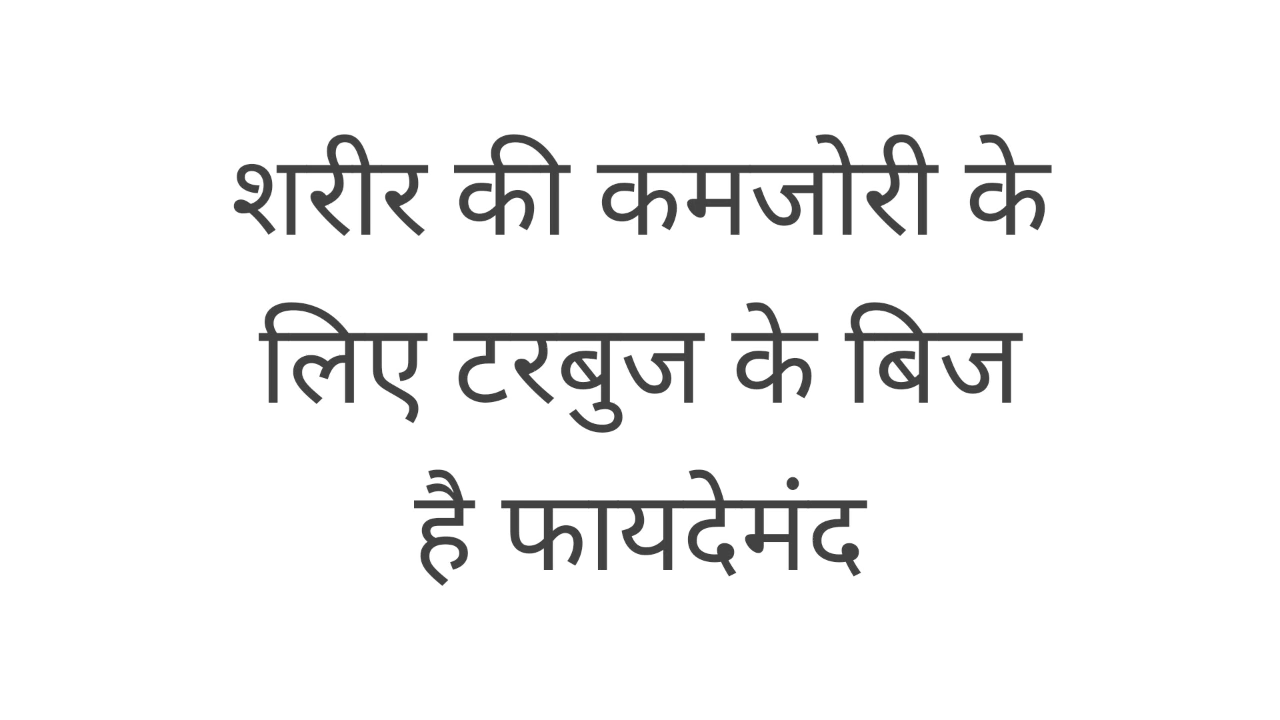 शरीर की कमजोरी के
लिए टरबुज के बिज
है फायदेमंद